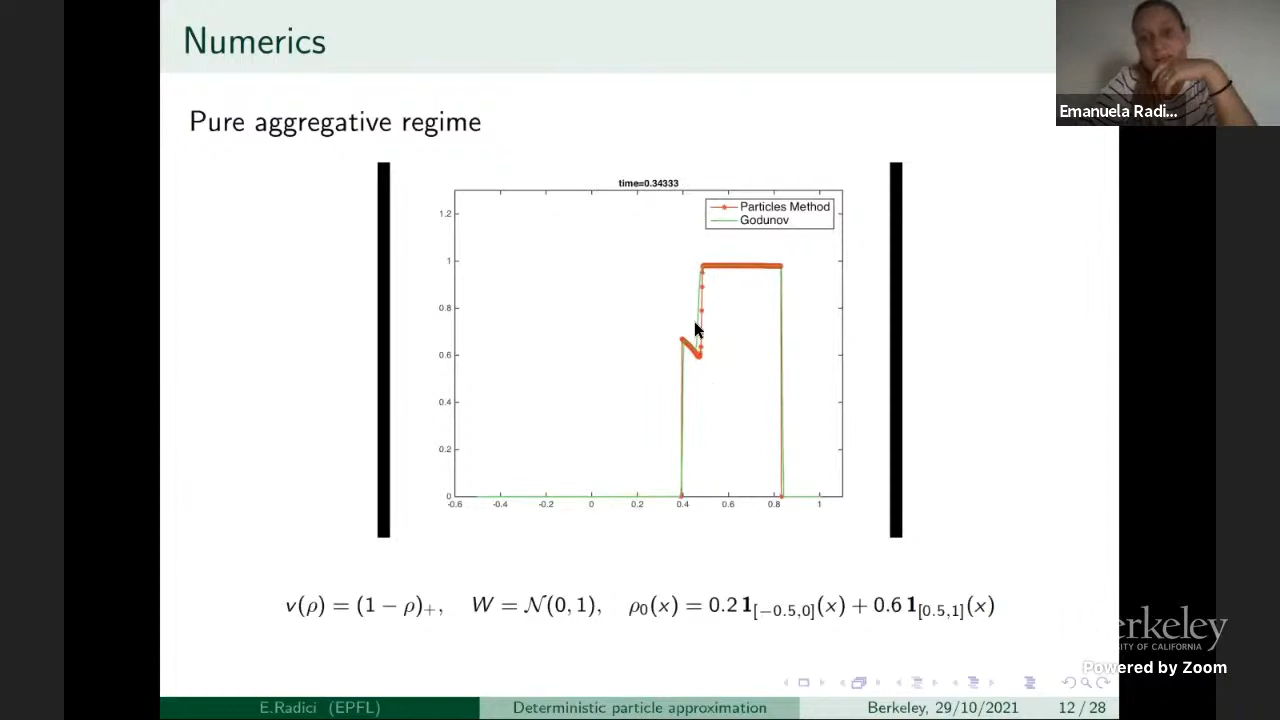 Numerics
Emanuela Radi...
Pure aggregative regime
time=0.34333
Particles Method
Godunov
1.2
1
0.8
0.6
0.4
0.2
0
-0.6 -0.4 -0.2 0 0.2 0.4 0.6 0.8 1
v(ρ) = (1 − ρ)₊, W = 𝒩(0, 1), ρ₀(x) = 0.2 𝟏[−0.5,0](x) + 0.6 𝟏[0.5,1](x)
erkeley
SITY OF CALIFORNIA
Powered by Zoom
E.Radici (EPFL) Deterministic particle approximation Berkeley, 29/10/2021 12 / 28